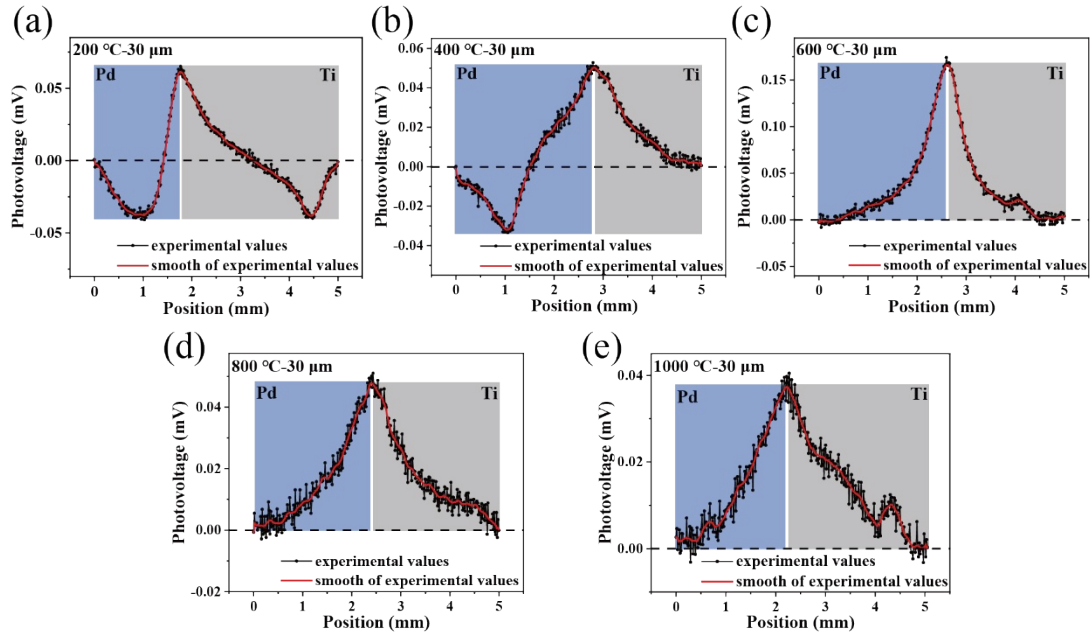 (a)
200 °C-30 μm
Pd
Ti
0.05
0.00
-0.05
Photovoltage (mV)
experimental values
smooth of experimental values
0 1 2 3 4 5
Position (mm)
(b)
400 °C-30 μm
Pd
Ti
0.06
0.04
0.02
0.00
-0.02
-0.04
Photovoltage (mV)
experimental values
smooth of experimental values
0 1 2 3 4 5
Position (mm)
(c)
600 °C-30 μm
Pd
Ti
0.15
0.10
0.05
0.00
-0.05
Photovoltage (mV)
experimental values
smooth of experimental values
0 1 2 3 4 5
Position (mm)
(d)
800 °C-30 μm
Pd
Ti
0.04
0.02
0.00
-0.02
Photovoltage (mV)
experimental values
smooth of experimental values
0 1 2 3 4 5
Position (mm)
(e)
1000 °C-30 μm
Pd
Ti
0.04
0.02
0.00
Photovoltage (mV)
experimental values
smooth of experimental values
0 1 2 3 4 5
Position (mm)